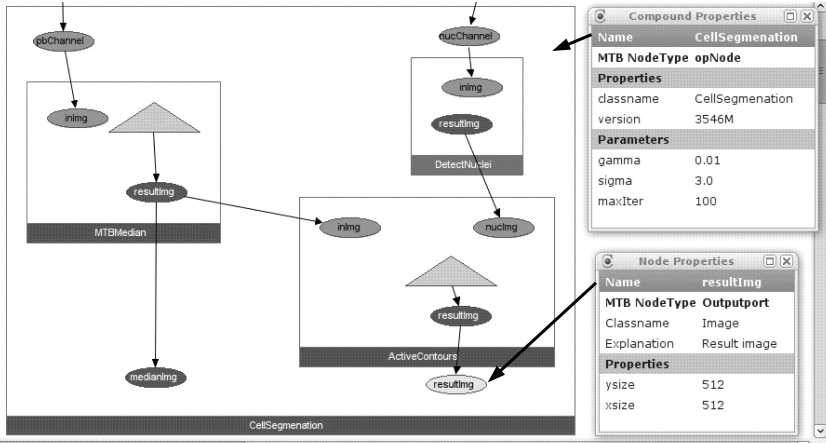 pbChannel
nucChannel
inImg
inImg
resultImg
DetectNuclei
resultImg
MTBMedian
inImg
nucImg
resultImg
ActiveContours
medianImg
resultImg
CellSegmenation
Compound Properties
Name CellSegmenation
MTB NodeType opNode
Properties
classname CellSegmenation
version 3546M
Parameters
gamma 0.01
sigma 3.0
maxIter 100
Node Properties
Name resultImg
MTB NodeType Outputport
Classname Image
Explanation Result image
Properties
ysize 512
xsize 512